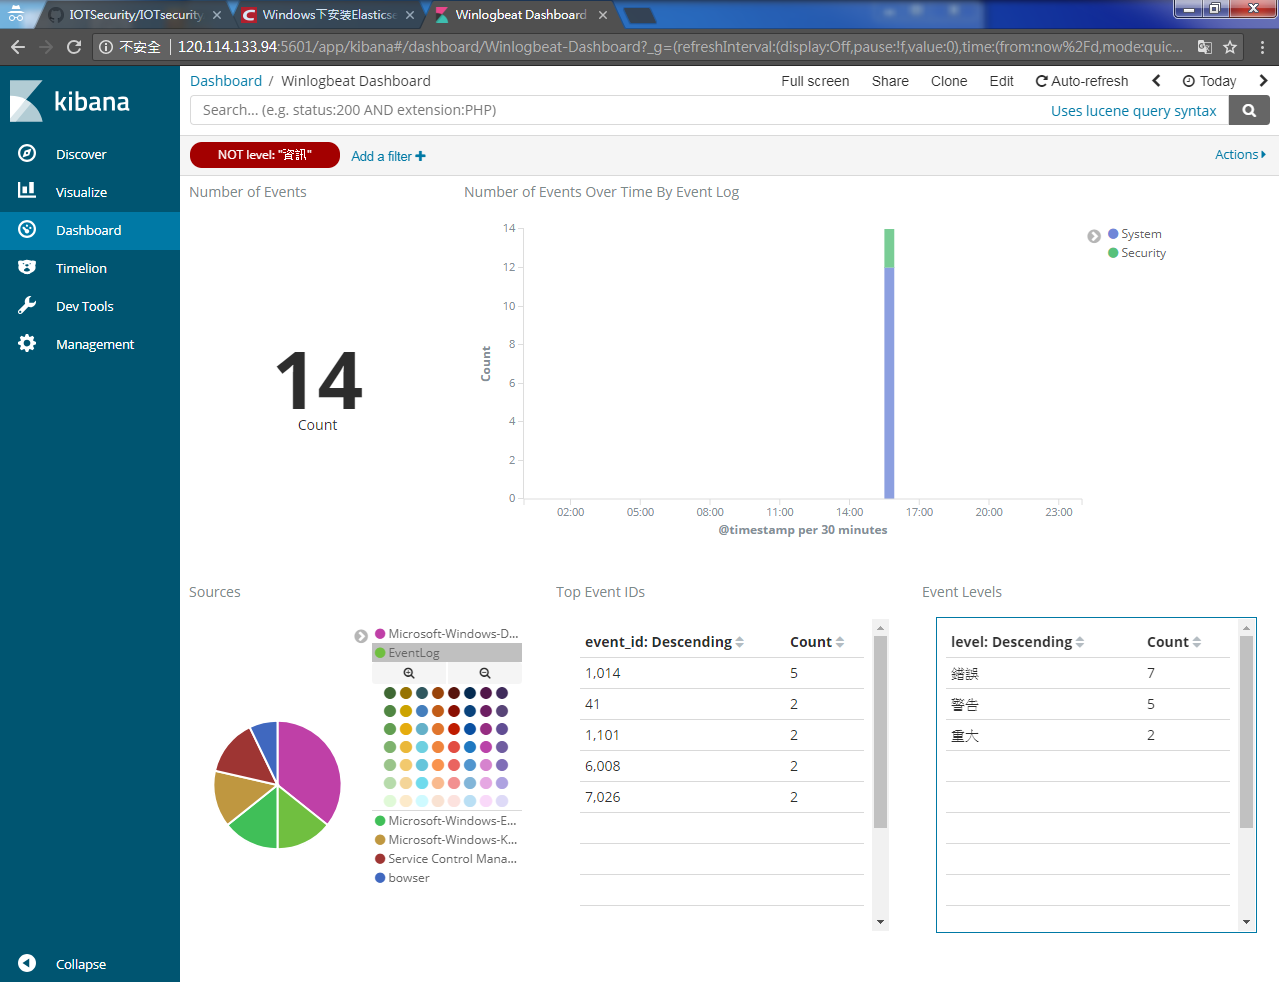 IOTSecurity/IOTsecurity
Windows下安装Elasticse
Winlogbeat Dashboard
不安全
120.114.133.94:5601/app/kibana#/dashboard/Winlogbeat-Dashboard?_g=(refreshInterval:(display:Off,pause:!f,value:0),time:(from:now%2Fd,mode:quic...
kibana
Discover
Visualize
Dashboard
Timelion
Dev Tools
Management
Collapse
Dashboard / Winlogbeat Dashboard
Full screen Share Clone Edit Auto-refresh Today
Search... (e.g. status:200 AND extension:PHP)
Uses lucene query syntax
NOT level: "資訊"
Add a filter
Actions
Number of Events
14
Count
Number of Events Over Time By Event Log
14
12
10
8
6
4
2
0
Count
02:00 05:00 08:00 11:00 14:00 17:00 20:00 23:00
@timestamp per 30 minutes
System
Security
Sources
Microsoft-Windows-D...
EventLog
Microsoft-Windows-E...
Microsoft-Windows-K...
Service Control Mana...
bowser
Top Event IDs
event_id: Descending Count
1,014 5
41 2
1,101 2
6,008 2
7,026 2
Event Levels
level: Descending Count
錯誤 7
警告 5
重大 2